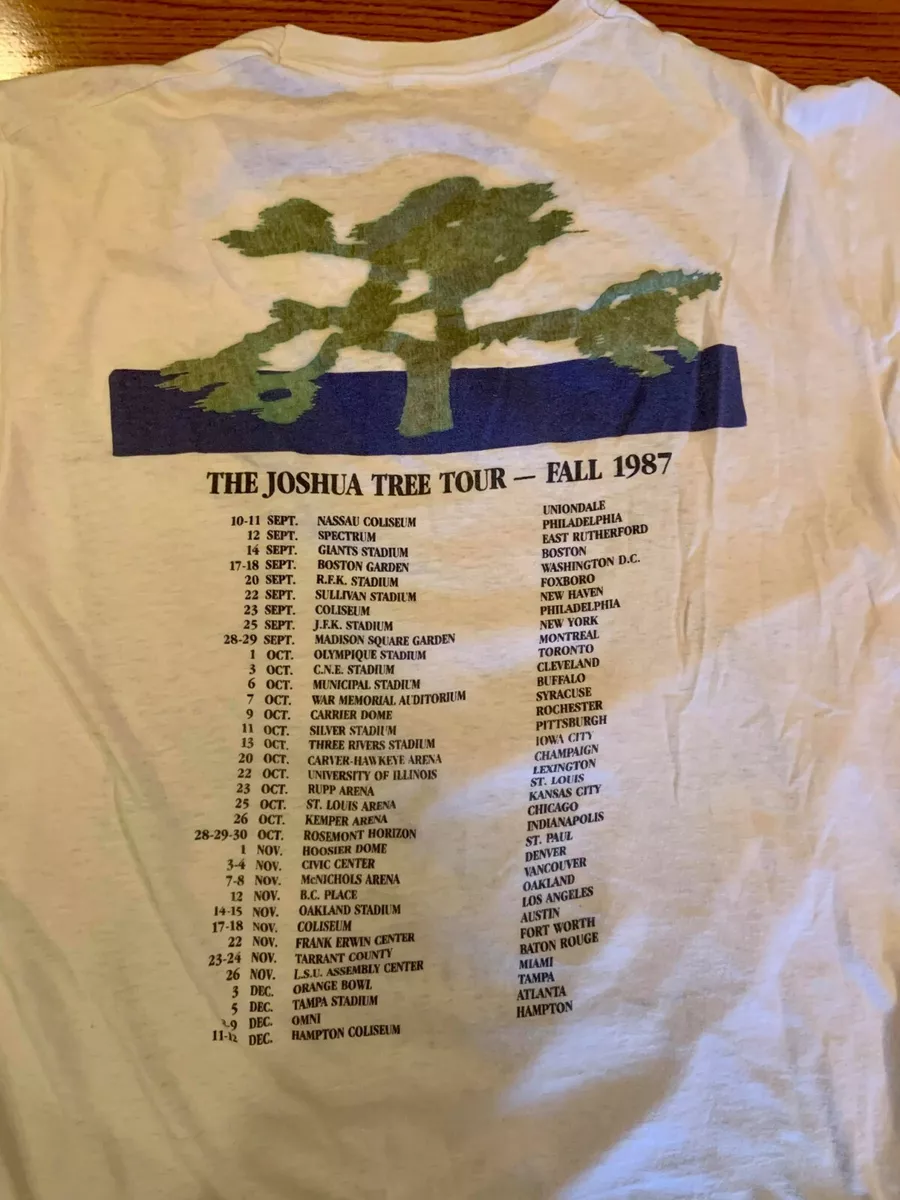 THE JOSHUA TREE TOUR — FALL 1987
10-11 SEPT. NASSAU COLISEUM UNIONDALE
12 SEPT. SPECTRUM PHILADELPHIA
14 SEPT. GIANTS STADIUM EAST RUTHERFORD
17-18 SEPT. BOSTON GARDEN BOSTON
20 SEPT. R.F.K. STADIUM WASHINGTON D.C.
22 SEPT. SULLIVAN STADIUM FOXBORO
23 SEPT. COLISEUM NEW HAVEN
25 SEPT. J.F.K. STADIUM PHILADELPHIA
28-29 SEPT. MADISON SQUARE GARDEN NEW YORK
1 OCT. OLYMPIQUE STADIUM MONTREAL
3 OCT. C.N.E. STADIUM TORONTO
6 OCT. MUNICIPAL STADIUM CLEVELAND
7 OCT. WAR MEMORIAL AUDITORIUM BUFFALO
9 OCT. CARRIER DOME SYRACUSE
11 OCT. SILVER STADIUM ROCHESTER
13 OCT. THREE RIVERS STADIUM PITTSBURGH
20 OCT. CARVER-HAWKEYE ARENA IOWA CITY
22 OCT. UNIVERSITY OF ILLINOIS CHAMPAIGN
23 OCT. RUPP ARENA LEXINGTON
25 OCT. ST. LOUIS ARENA ST. LOUIS
26 OCT. KEMPER ARENA KANSAS CITY
28-29-30 OCT. ROSEMONT HORIZON CHICAGO
1 NOV. HOOSIER DOME INDIANAPOLIS
3-4 NOV. CIVIC CENTER ST. PAUL
7-8 NOV. McNICHOLS ARENA DENVER
12 NOV. B.C. PLACE VANCOUVER
14-15 NOV. OAKLAND STADIUM OAKLAND
17-18 NOV. COLISEUM LOS ANGELES
22 NOV. FRANK ERWIN CENTER AUSTIN
23-24 NOV. TARRANT COUNTY FORT WORTH
26 NOV. L.S.U. ASSEMBLY CENTER BATON ROUGE
3 DEC. ORANGE BOWL MIAMI
5 DEC. TAMPA STADIUM TAMPA
DEC. OMNI ATLANTA
11-12 DEC. HAMPTON COLISEUM HAMPTON